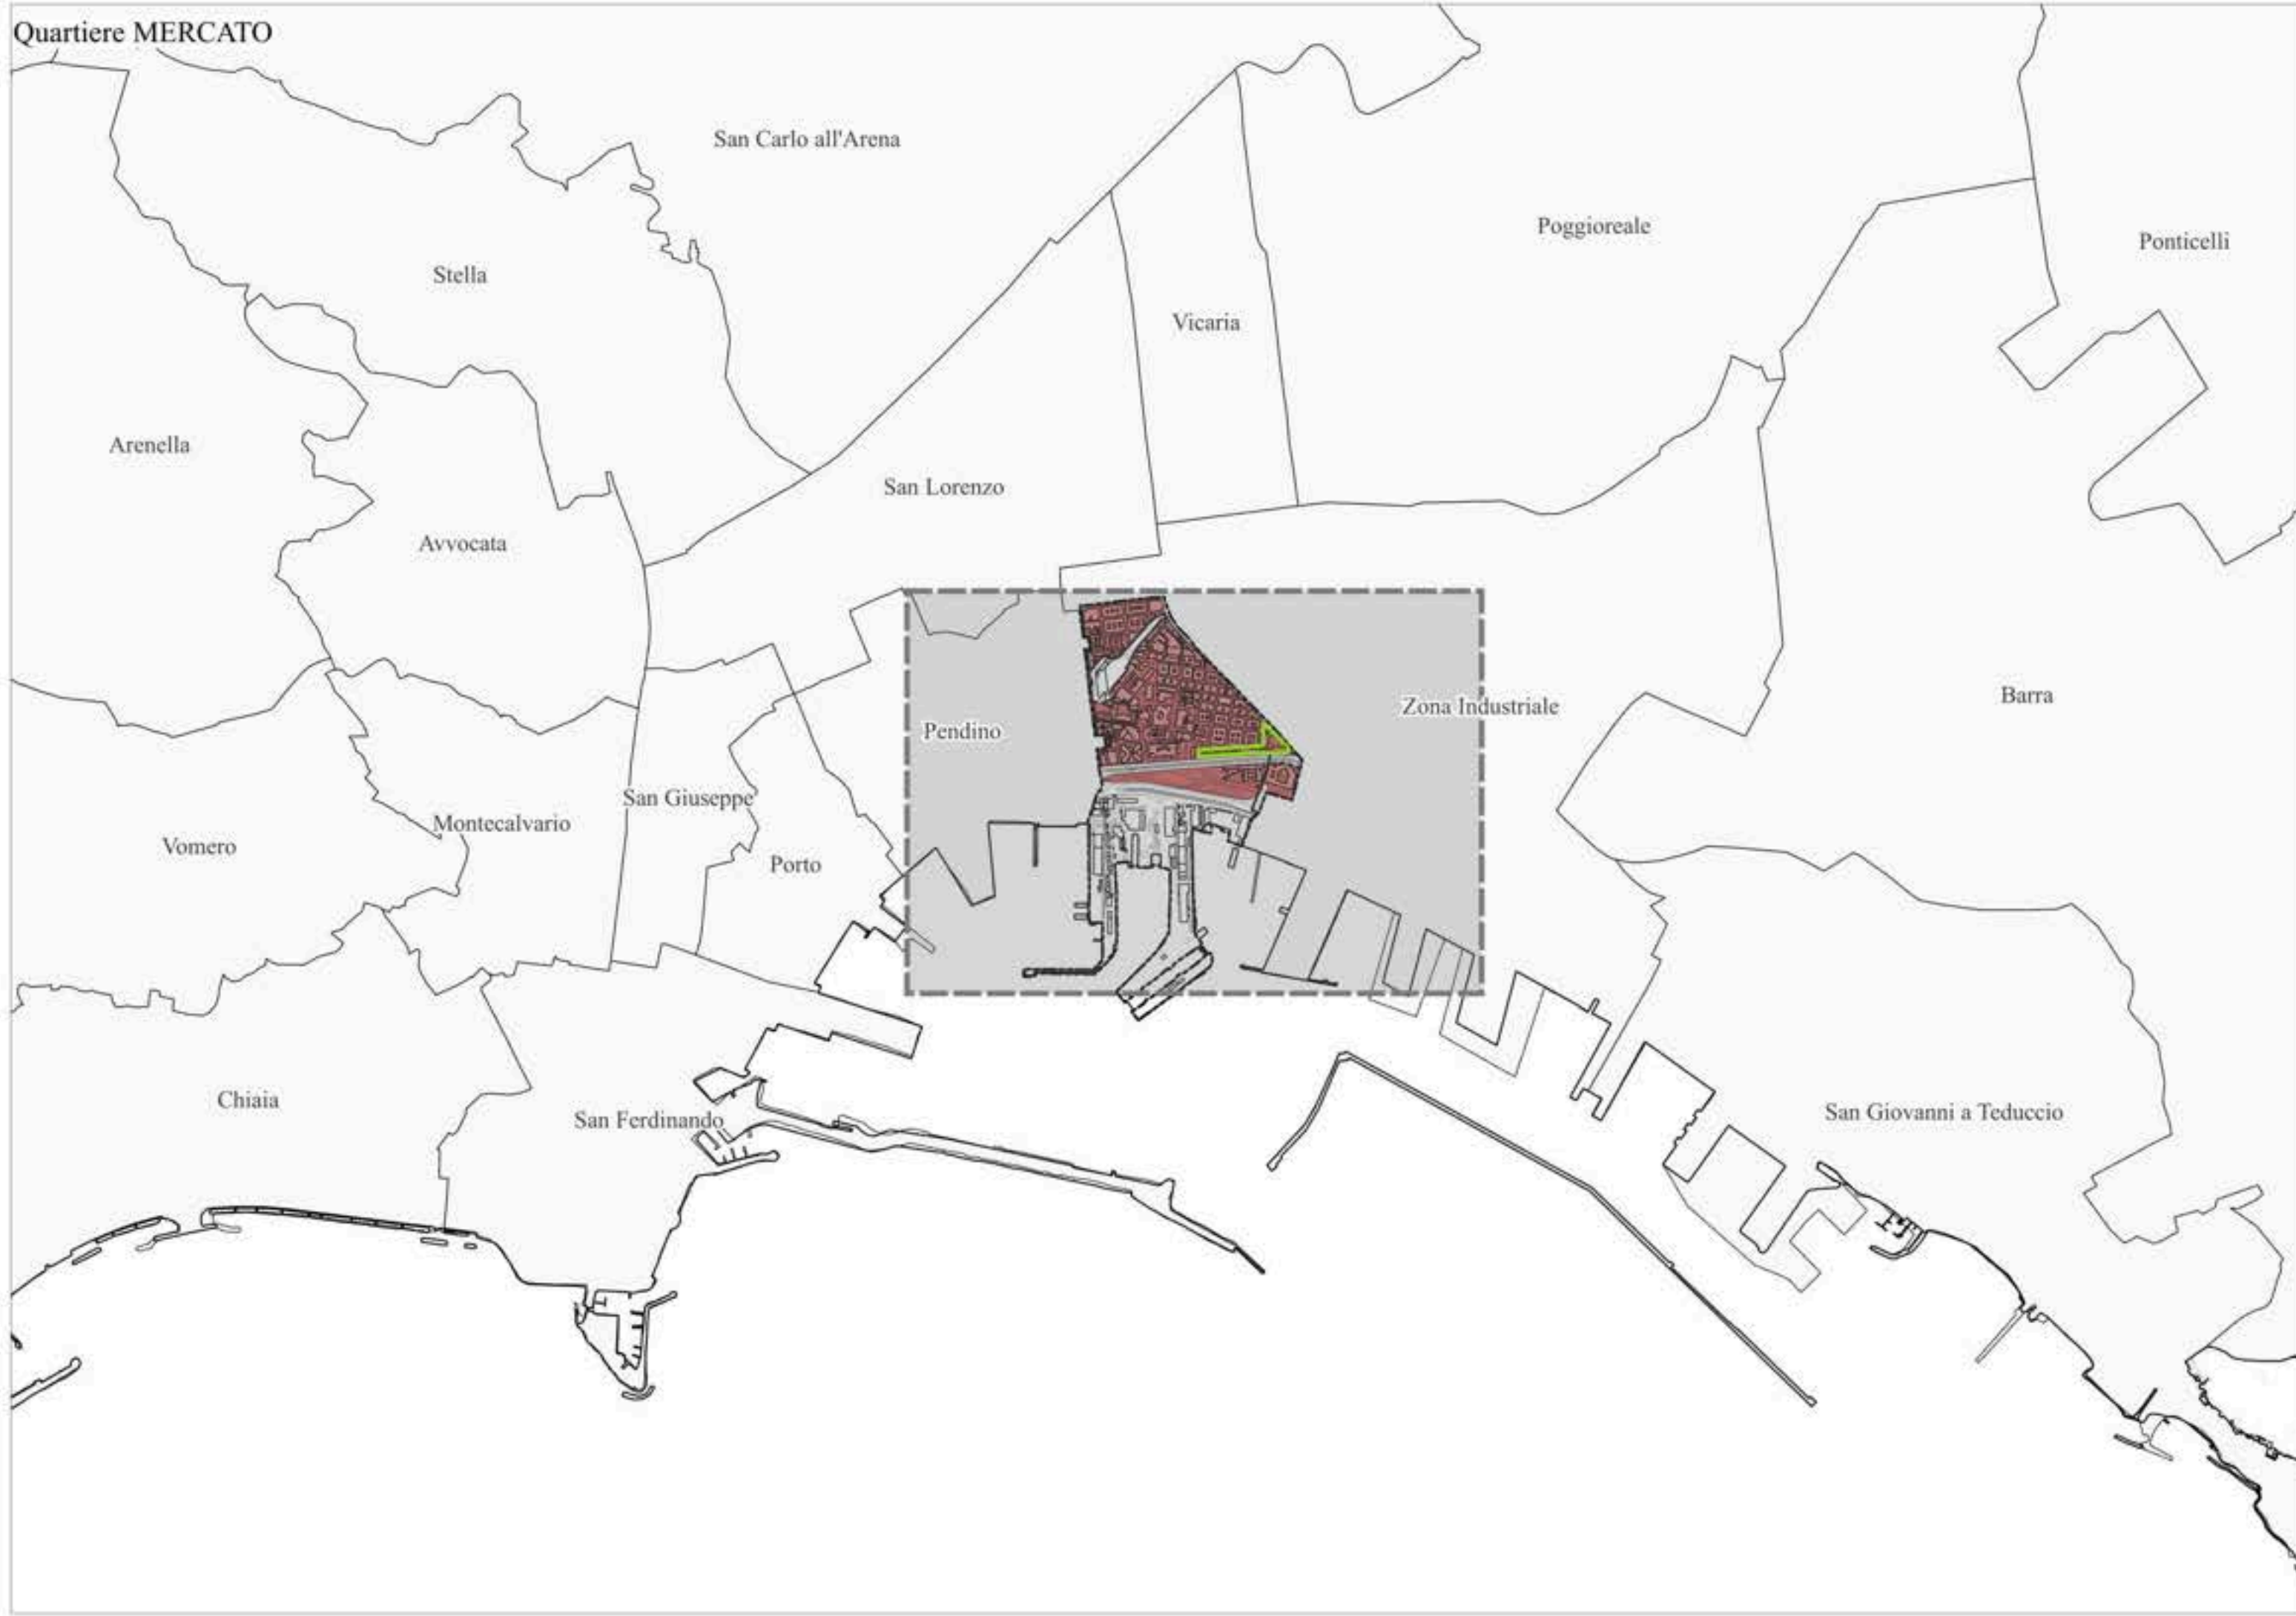 Quartiere MERCATO
San Carlo all'Arena
Poggioreale
Ponticelli
Stella
Vicaria
Arenella
San Lorenzo
Avvocata
Barra
Zona Industriale
Pendino
San Giuseppe
Montecalvario
Vomero
Porto
Chiaia
San Ferdinando
San Giovanni a Teduccio